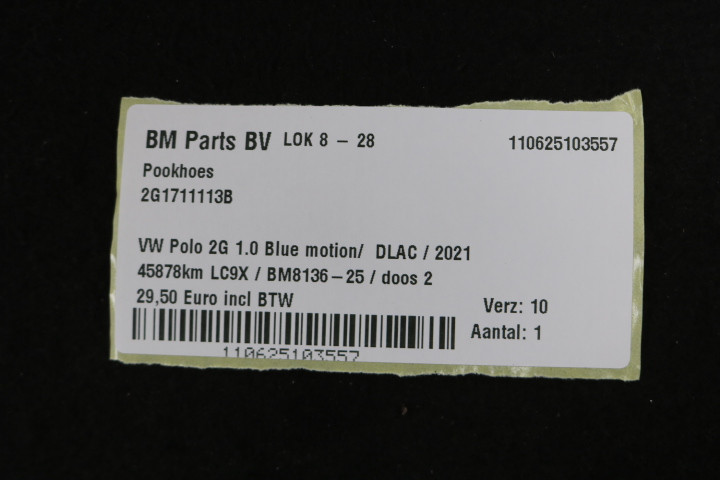 BM Parts BV LOK 8 - 28 110625103557
Pookhoes
2G1711113B
VW Polo 2G 1.0 Blue motion/ DLAC / 2021
45878km LC9X / BM8136-25 / doos 2
29,50 Euro incl BTW
Verz: 10
Aantal: 1
110625103557